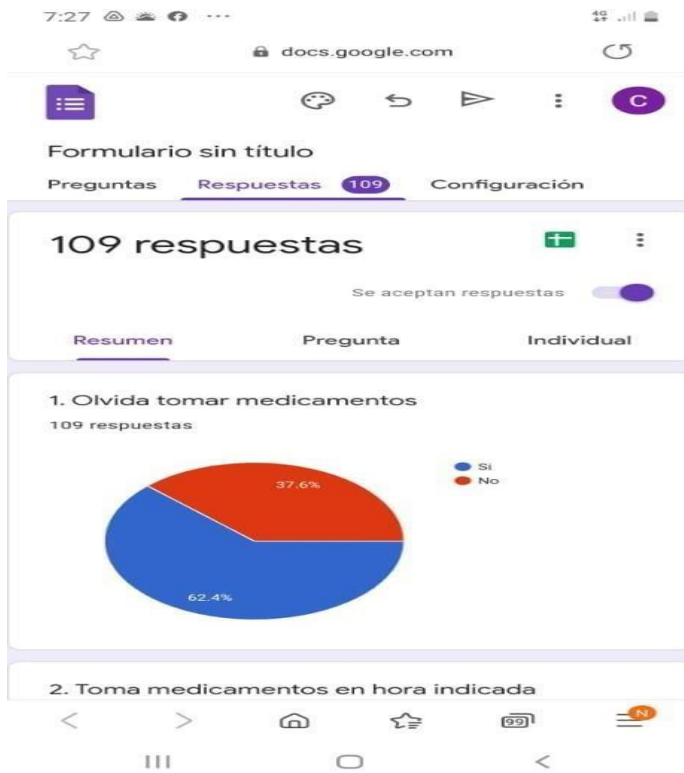 7:27 ... 4G
docs.google.com
C
Formulario sin título
Preguntas Respuestas 109 Configuración
109 respuestas
Se aceptan respuestas
Resumen Pregunta Individual
1. Olvida tomar medicamentos
109 respuestas
Si
No
37.6%
62.4%
2. Toma medicamentos en hora indicada
99 N